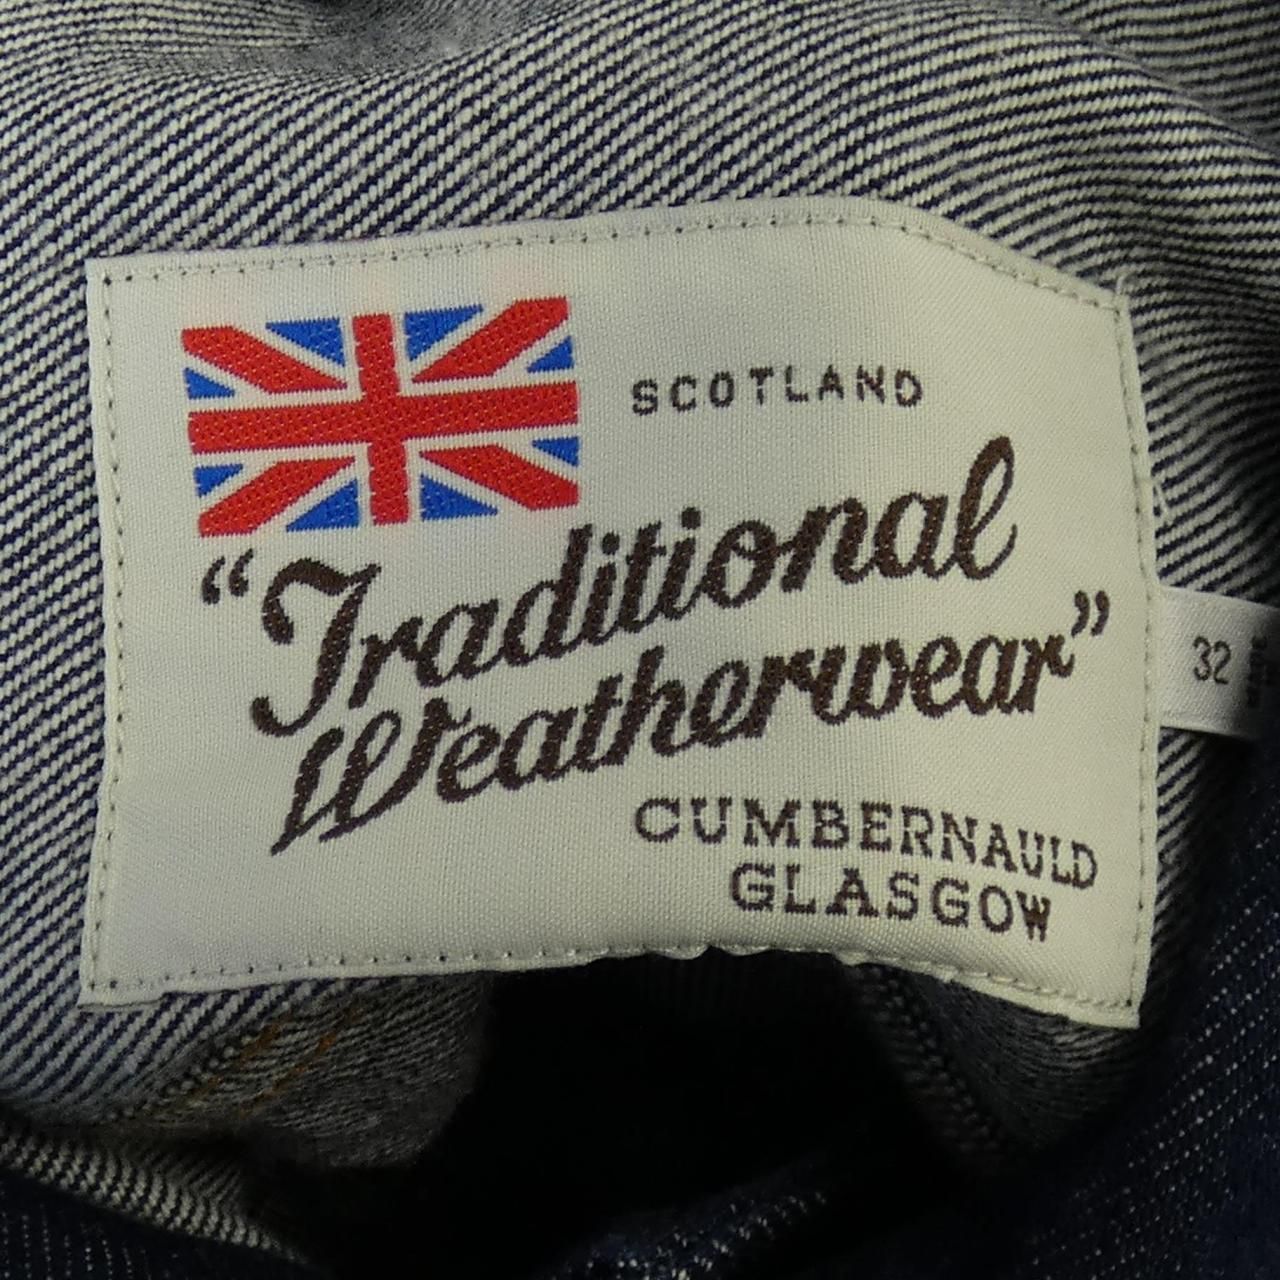 SCOTLAND
“Traditional
Weatherwear”
32
CUMBERNAULD
GLASGOW